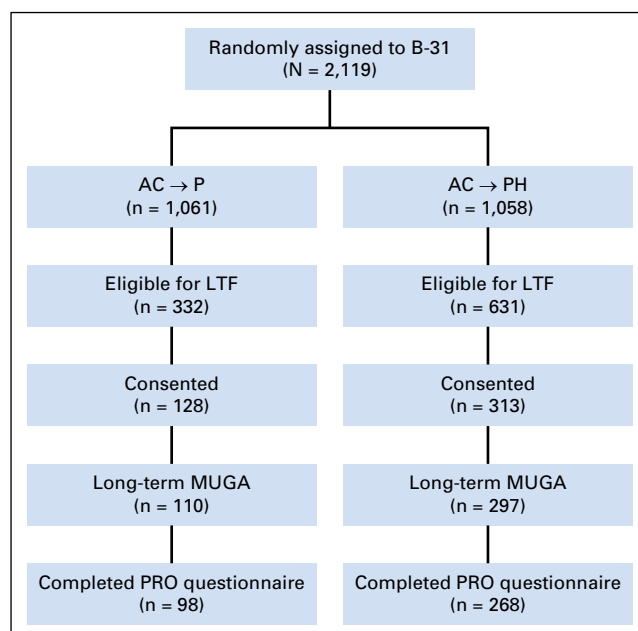 Randomly assigned to B-31
(N = 2,119)
AC → P
(n = 1,061)
AC → PH
(n = 1,058)
Eligible for LTF
(n = 332)
Eligible for LTF
(n = 631)
Consented
(n = 128)
Consented
(n = 313)
Long-term MUGA
(n = 110)
Long-term MUGA
(n = 297)
Completed PRO questionnaire
(n = 98)
Completed PRO questionnaire
(n = 268)